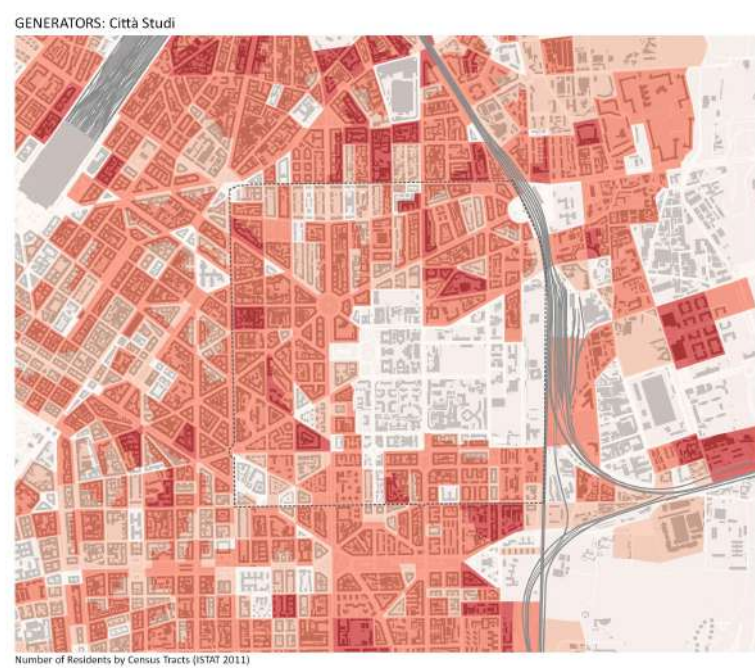 GENERATORS: Città Studi
Number of Residents by Census Tracts (ISTAT 2011)